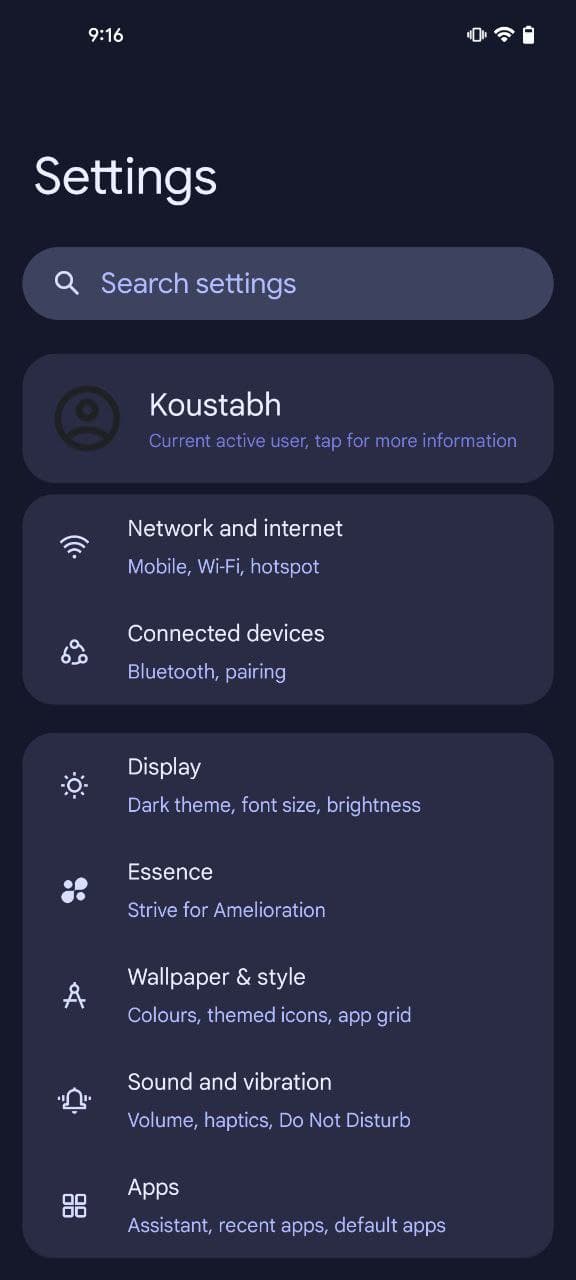 9:16
Settings
Search settings
Koustabh
Current active user, tap for more information
Network and internet
Mobile, Wi-Fi, hotspot
Connected devices
Bluetooth, pairing
Display
Dark theme, font size, brightness
Essence
Strive for Amelioration
Wallpaper & style
Colours, themed icons, app grid
Sound and vibration
Volume, haptics, Do Not Disturb
Apps
Assistant, recent apps, default apps